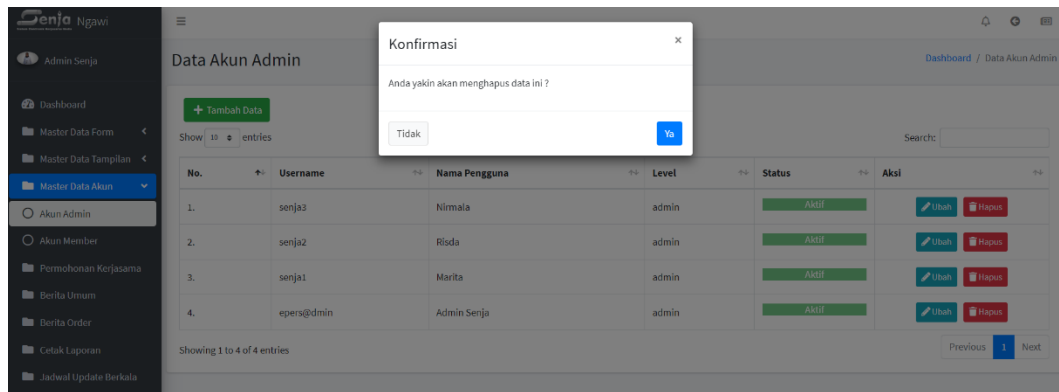 Senja Ngawi
Admin Senja
Dashboard
Master Data Form
Master Data Tampilan
Master Data Akun
Akun Admin
Akun Member
Permohonan Kerjasama
Berita Umum
Berita Order
Cetak Laporan
Jadwal Update Berkala
Data Akun Admin
Dashboard / Data Akun Admin
Konfirmasi ×
Anda yakin akan menghapus data ini ?
Tidak Ya
+ Tambah Data
Show 10 entries
Search:
No. Username Nama Pengguna Level Status Aksi
1. senja3 Nirmala admin Aktif Ubah Hapus
2. senja2 Risda admin Aktif Ubah Hapus
3. senja1 Marita admin Aktif Ubah Hapus
4. epers@dmin Admin Senja admin Aktif Ubah Hapus
Showing 1 to 4 of 4 entries
Previous 1 Next